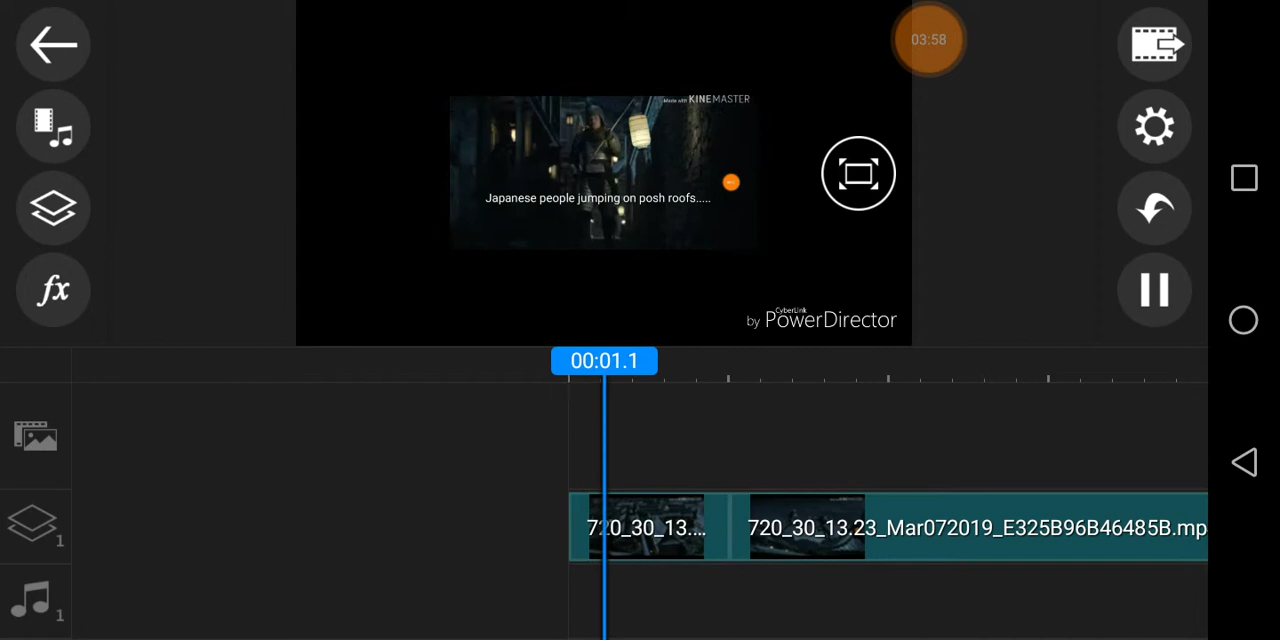 03:58
Made with KINEMASTER
Japanese people jumping on posh roofs.....
CyberLink
by PowerDirector
fx
00:01.1
720_30_13.... 720_30_13.23_Mar072019_E325B96B46485B.mp
1
1